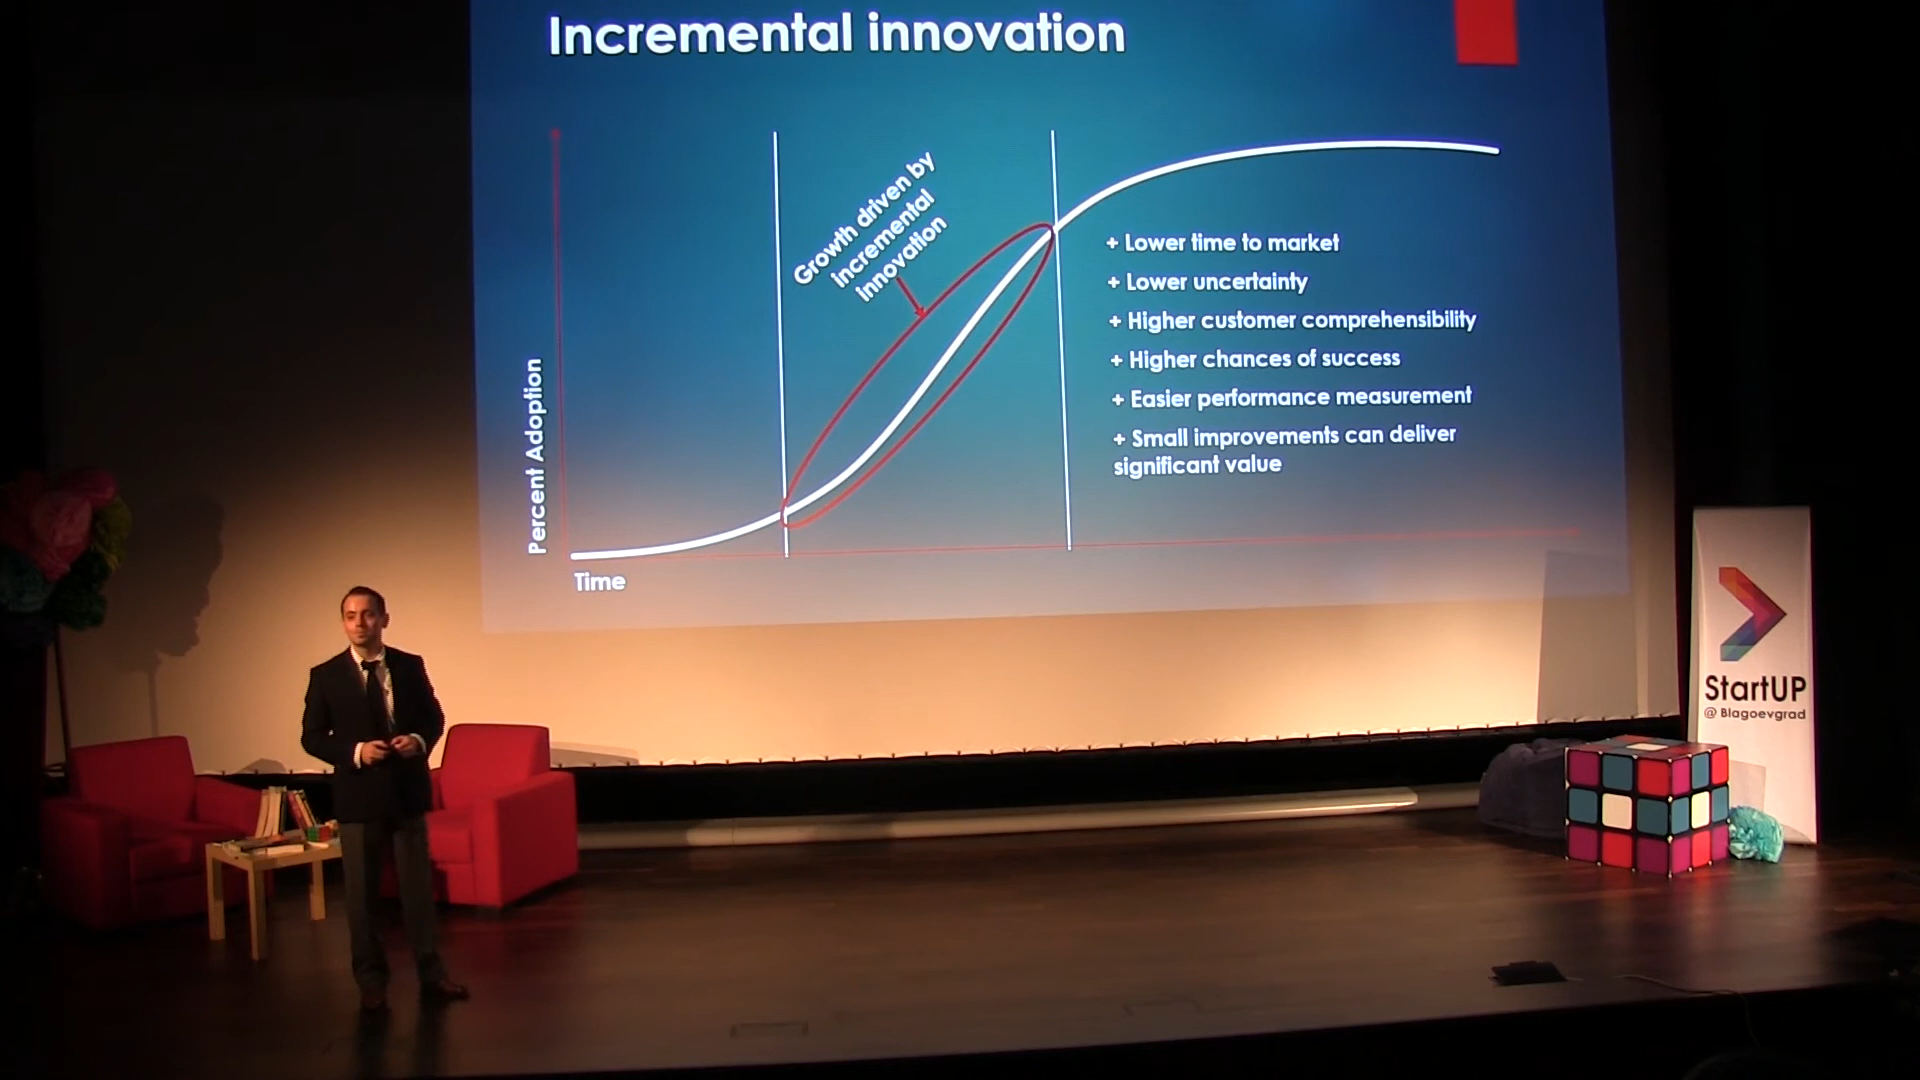 Incremental innovation
Growth driven by
incremental
innovation
+ Lower time to market
+ Lower uncertainty
+ Higher customer comprehensibility
+ Higher chances of success
+ Easier performance measurement
+ Small improvements can deliver
significant value
Percent Adoption
Time
StartUP
@ Blagoevgrad